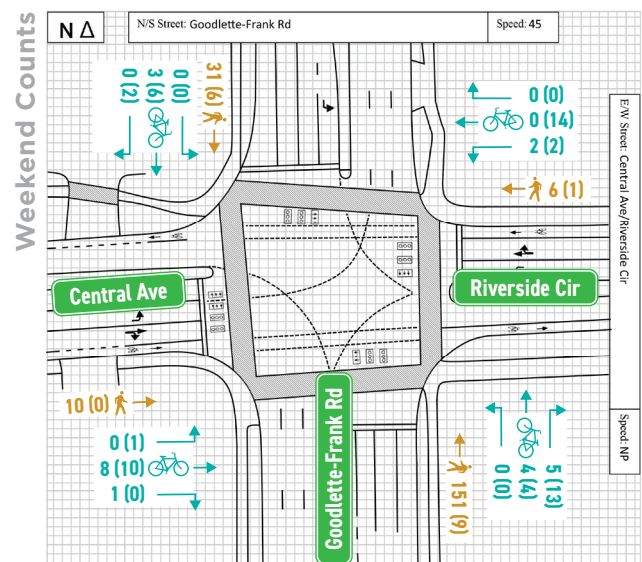 Weekend Counts
N Δ
N/S Street: Goodlette-Frank Rd
Speed: 45
0 (0)
3 (6)
0 (2)
31 (6)
0 (0)
0 (14)
2 (2)
6 (1)
E/W Street: Central Ave/Riverside Cir
Speed: NP
Central Ave
Riverside Cir
Goodlette-Frank Rd
10 (0)
0 (1)
8 (10)
1 (0)
151 (9)
5 (13)
4 (4)
0 (0)